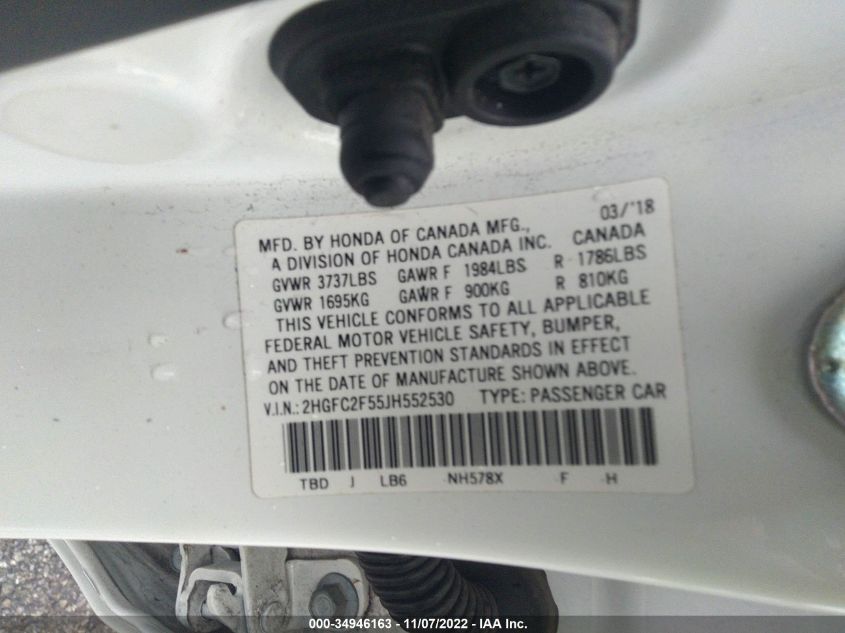 03/'18
MFD. BY HONDA OF CANADA MFG.,
A DIVISION OF HONDA CANADA INC. CANADA
GVWR 3737LBS GAWR F 1984LBS R 1786LBS
GVWR 1695KG GAWR F 900KG R 810KG
THIS VEHICLE CONFORMS TO ALL APPLICABLE
FEDERAL MOTOR VEHICLE SAFETY, BUMPER,
AND THEFT PREVENTION STANDARDS IN EFFECT
ON THE DATE OF MANUFACTURE SHOWN ABOVE.
V.I.N.: 2HGFC2F55JH552530 TYPE: PASSENGER CAR
TBD J LB6 NH578X F H
000-34946163 - 11/07/2022 - IAA Inc.